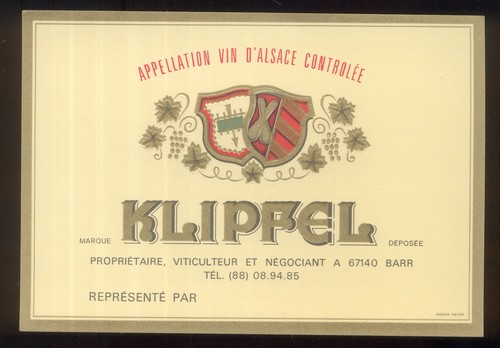 APPELLATION VIN D'ALSACE CONTROLÉE
KLIPFEL
MARQUE DÉPOSÉE
PROPRIÉTAIRE, VITICULTEUR ET NÉGOCIANT A 67140 BARR
TÉL. (88) 08.94.85
REPRÉSENTÉ PAR